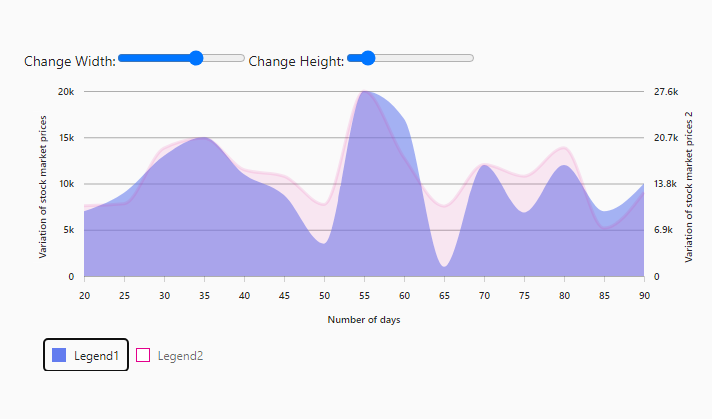 Change Width: Change Height:
Variation of stock market prices
20k
15k
10k
5k
0
27.6k
20.7k
13.8k
6.9k
0
Variation of stock market prices 2
20 25 30 35 40 45 50 55 60 65 70 75 80 85 90
Number of days
Legend1 Legend2